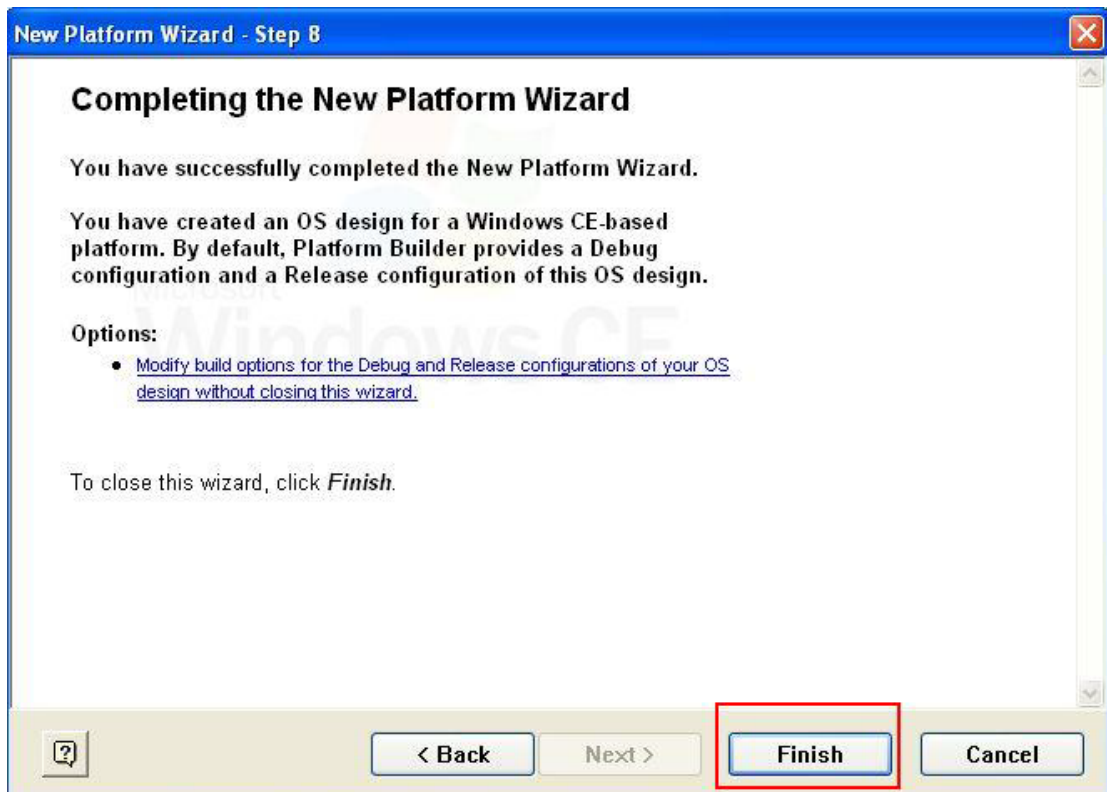 New Platform Wizard - Step 8
Completing the New Platform Wizard
You have successfully completed the New Platform Wizard.
You have created an OS design for a Windows CE-based
platform. By default, Platform Builder provides a Debug
configuration and a Release configuration of this OS design.
Microsoft
Windows CE
Options:
• Modify build options for the Debug and Release configurations of your OS
design without closing this wizard.
To close this wizard, click Finish.
< Back
Next >
Finish
Cancel